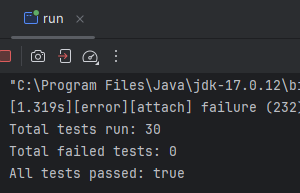 run
"C:\Program Files\Java\jdk-17.0.12\bi
[1.319s][error][attach] failure (232)
Total tests run: 30
Total failed tests: 0
All tests passed: true